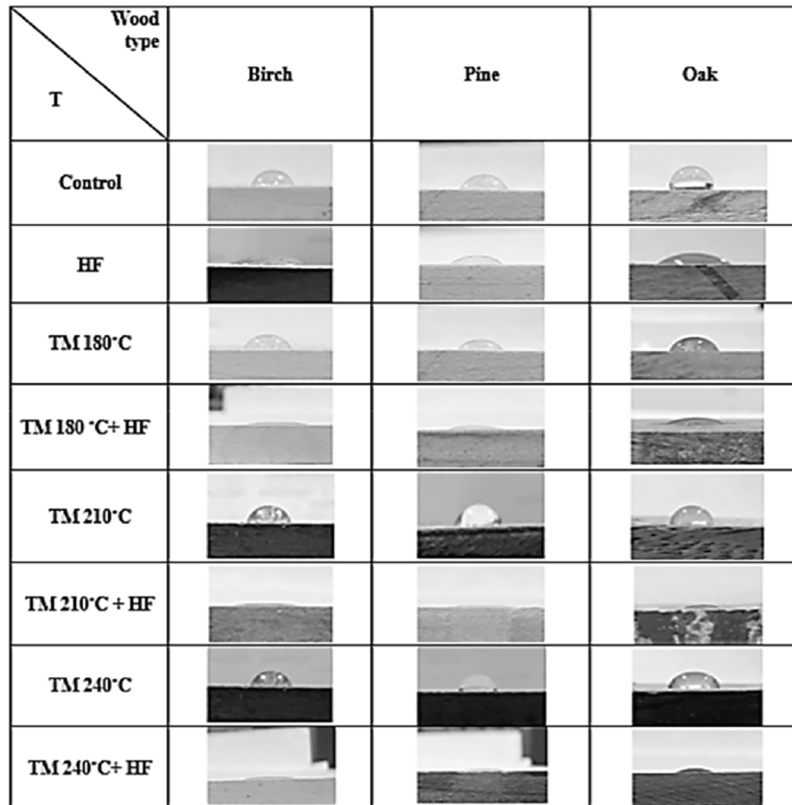 Wood
type
T
Birch
Pine
Oak
Control
HF
TM 180°C
TM 180 °C+ HF
TM 210°C
TM 210°C + HF
TM 240°C
TM 240°C+ HF